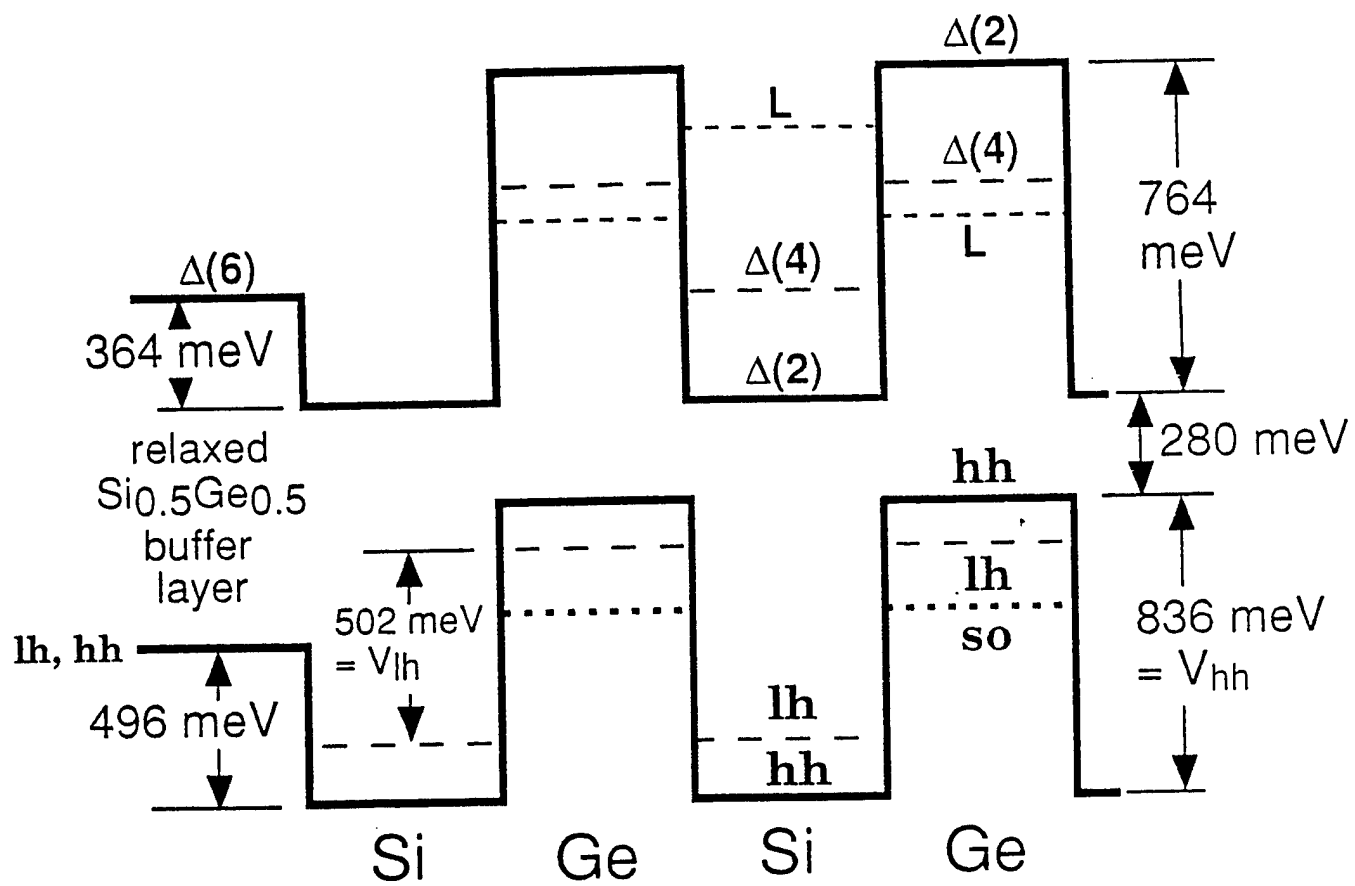 Δ(2)
L
Δ(4)
764
meV
L
Δ(6)
Δ(4)
364 meV
Δ(2)
280 meV
relaxed
Si0.5Ge0.5
buffer
layer
hh
lh
502 meV
= Vlh
so
836 meV
= Vhh
lh, hh
496 meV
lh
hh
Si
Ge
Si
Ge